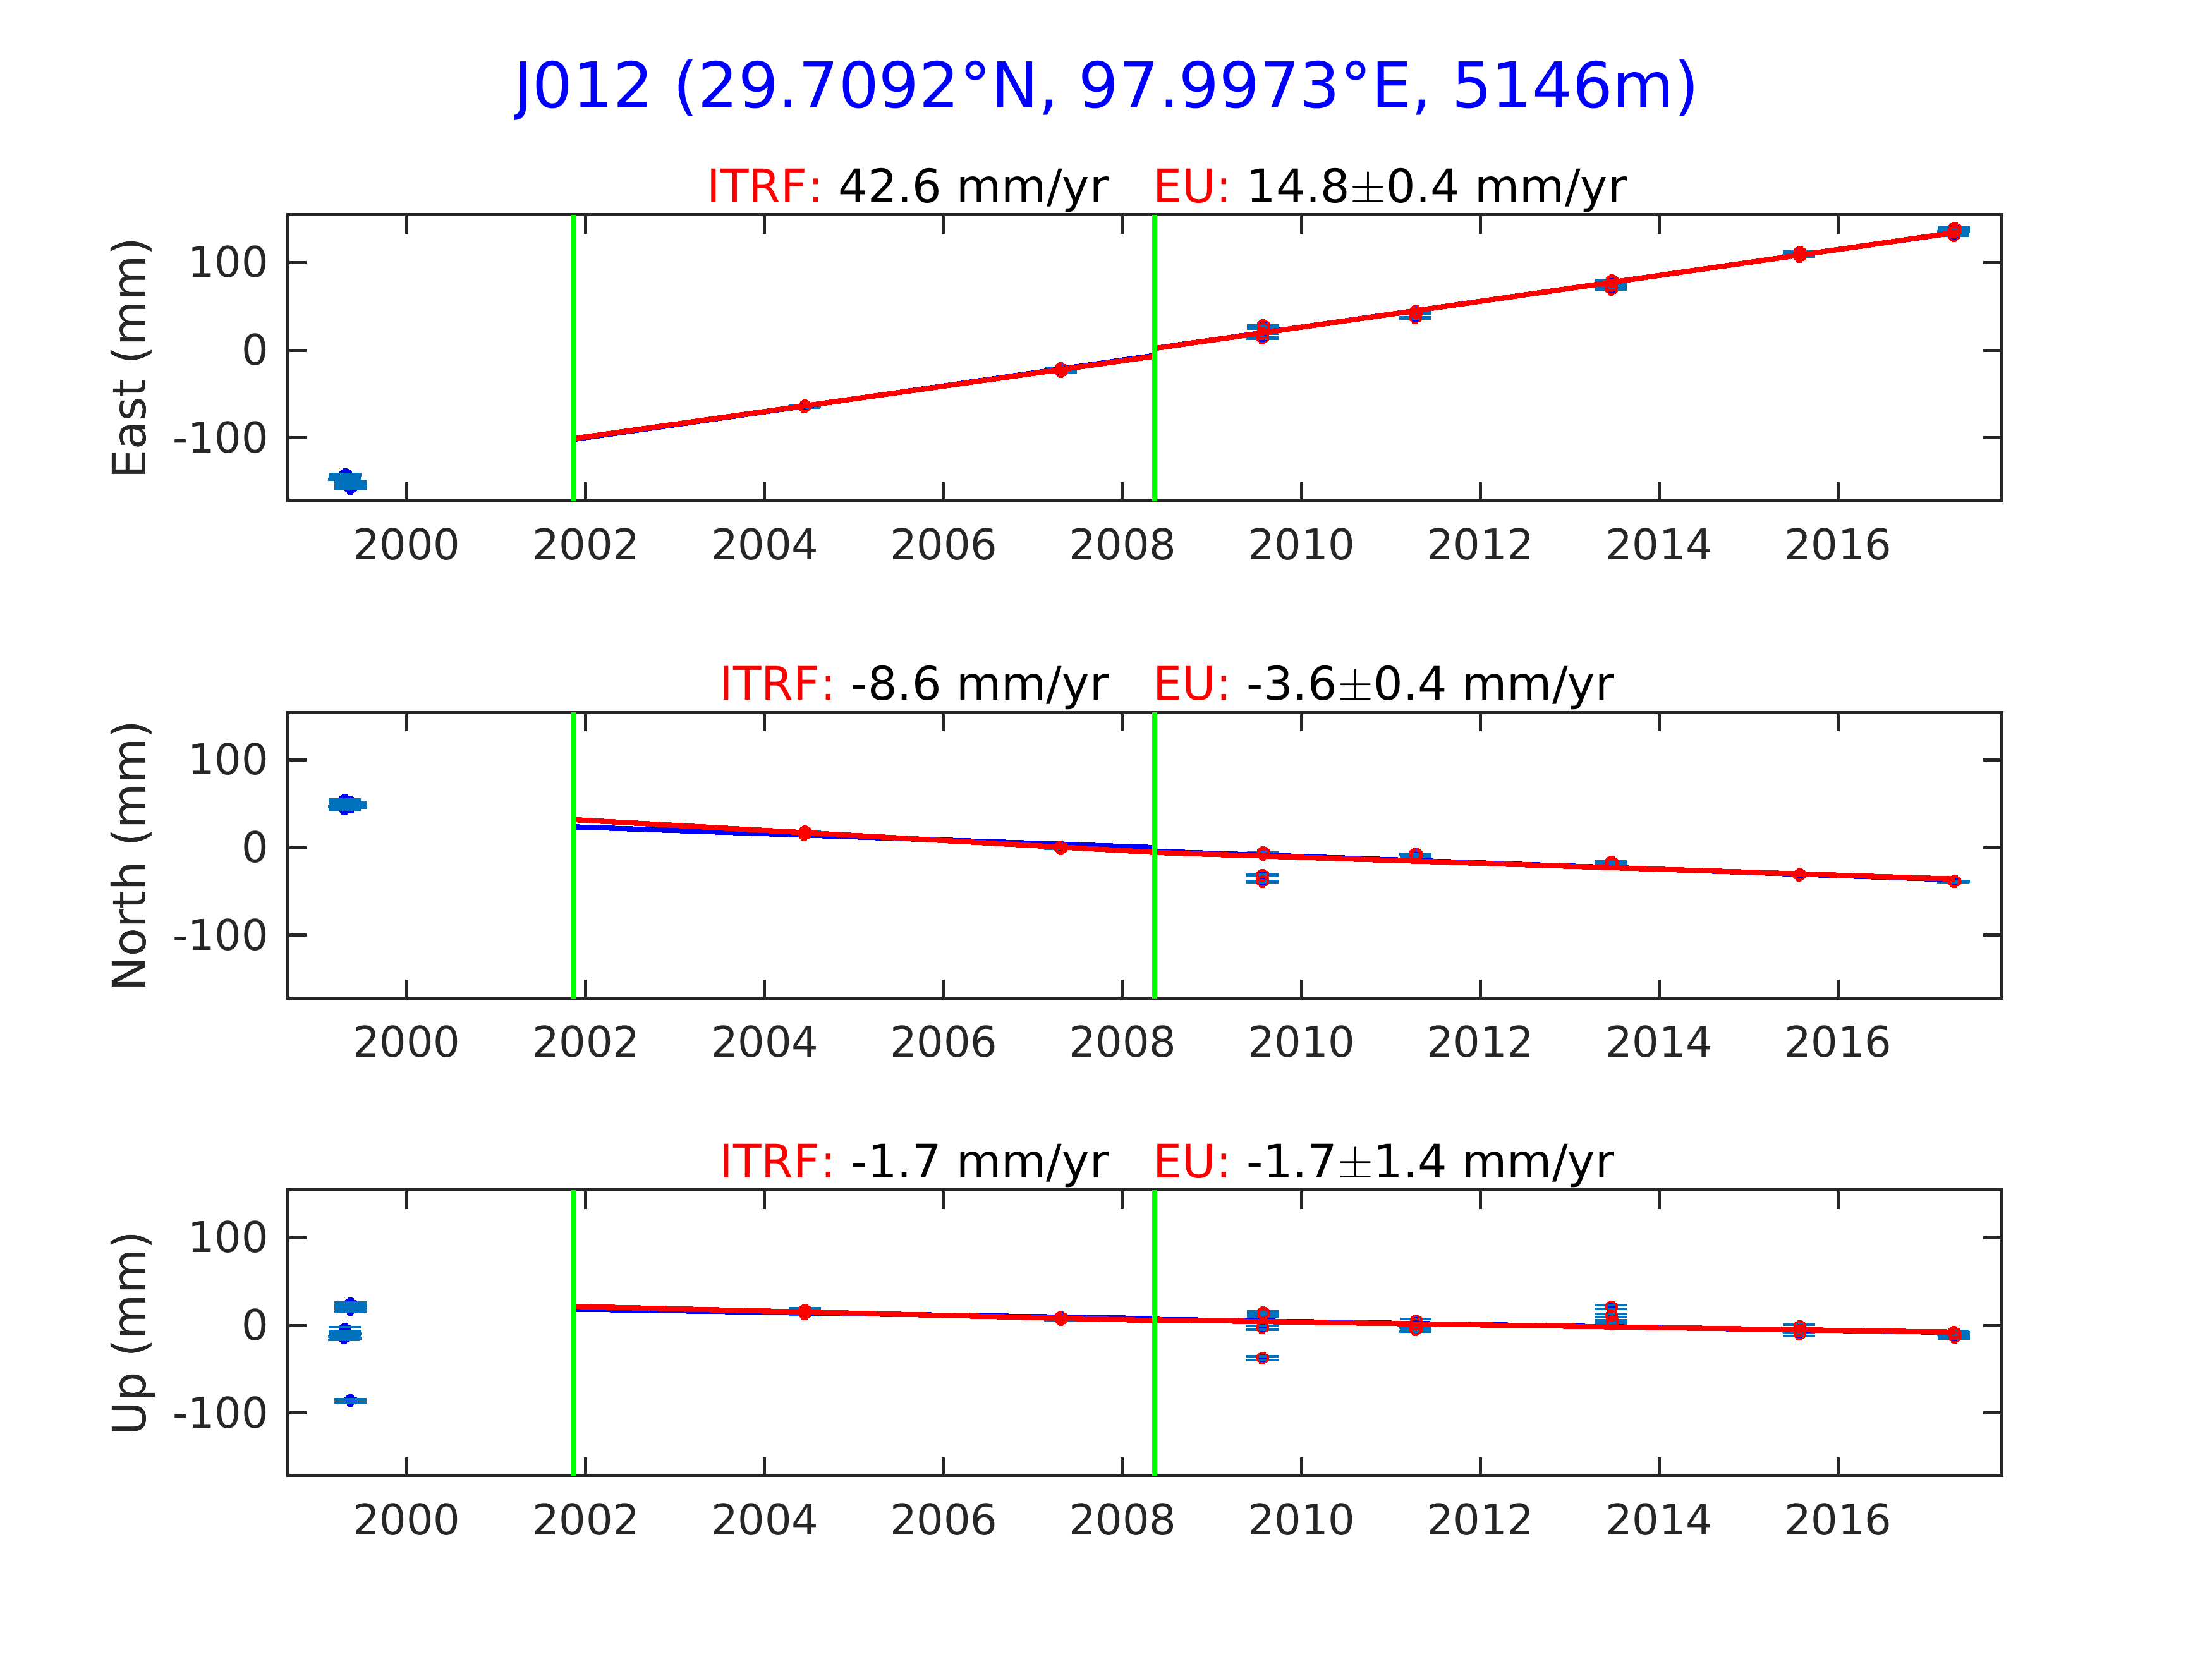 J012 (29.7092°N, 97.9973°E, 5146m)
ITRF: 42.6 mm/yr EU: 14.8±0.4 mm/yr
East (mm)
100
0
-100
2000 2002 2004 2006 2008 2010 2012 2014 2016
ITRF: -8.6 mm/yr EU: -3.6±0.4 mm/yr
North (mm)
100
0
-100
2000 2002 2004 2006 2008 2010 2012 2014 2016
ITRF: -1.7 mm/yr EU: -1.7±1.4 mm/yr
Up (mm)
100
0
-100
2000 2002 2004 2006 2008 2010 2012 2014 2016